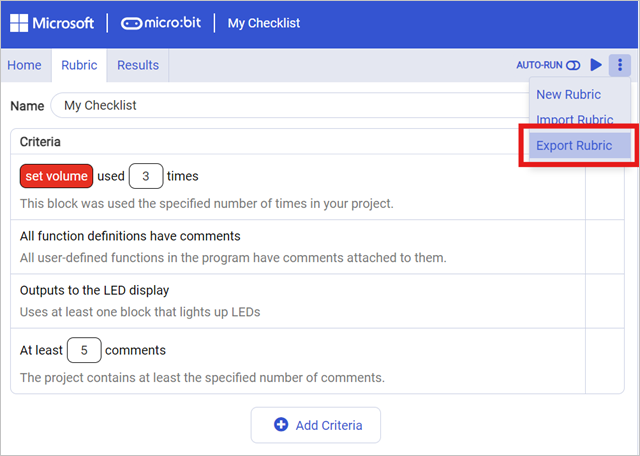 Microsoft micro:bit My Checklist
Home Rubric Results AUTO-RUN
New Rubric
Import Rubric
Export Rubric
Name My Checklist
Criteria
set volume used 3 times
This block was used the specified number of times in your project.
All function definitions have comments
All user-defined functions in the program have comments attached to them.
Outputs to the LED display
Uses at least one block that lights up LEDs
At least 5 comments
The project contains at least the specified number of comments.
Add Criteria